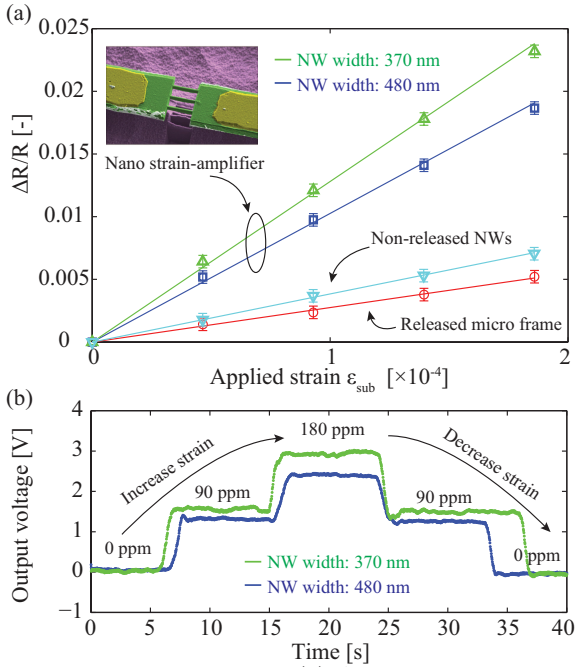 (a)
0.025
0.02
0.015
0.01
0.005
0
ΔR/R [-]
NW width: 370 nm
NW width: 480 nm
Nano strain-amplifier
Non-released NWs
Released micro frame
0
1
2
Applied strain ε_sub [×10⁻⁴]
(b)
4
3
2
1
0
−1
Output voltage [V]
180 ppm
Increase strain
Decrease strain
90 ppm
90 ppm
0 ppm
0 ppm
NW width: 370 nm
NW width: 480 nm
0 5 10 15 20 25 30 35 40
Time [s]